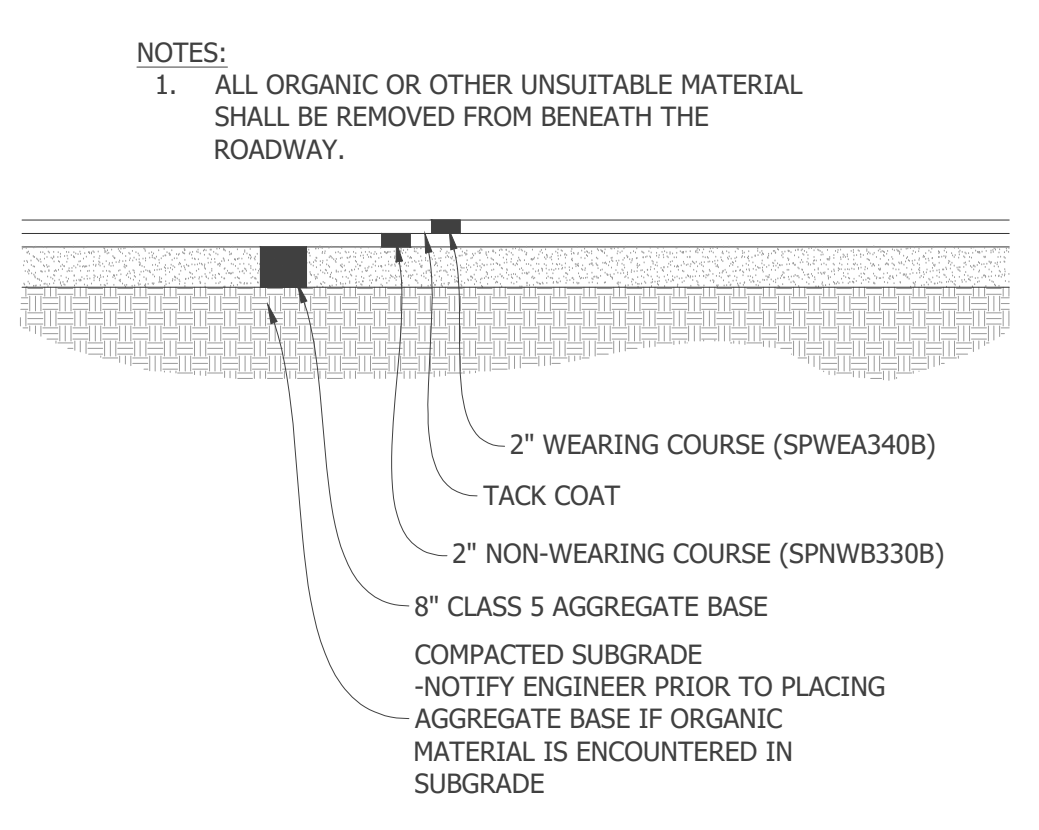 NOTES:
1. ALL ORGANIC OR OTHER UNSUITABLE MATERIAL
SHALL BE REMOVED FROM BENEATH THE
ROADWAY.
2" WEARING COURSE (SPWEA340B)
TACK COAT
2" NON-WEARING COURSE (SPNWB330B)
8" CLASS 5 AGGREGATE BASE
COMPACTED SUBGRADE
-NOTIFY ENGINEER PRIOR TO PLACING
AGGREGATE BASE IF ORGANIC
MATERIAL IS ENCOUNTERED IN
SUBGRADE